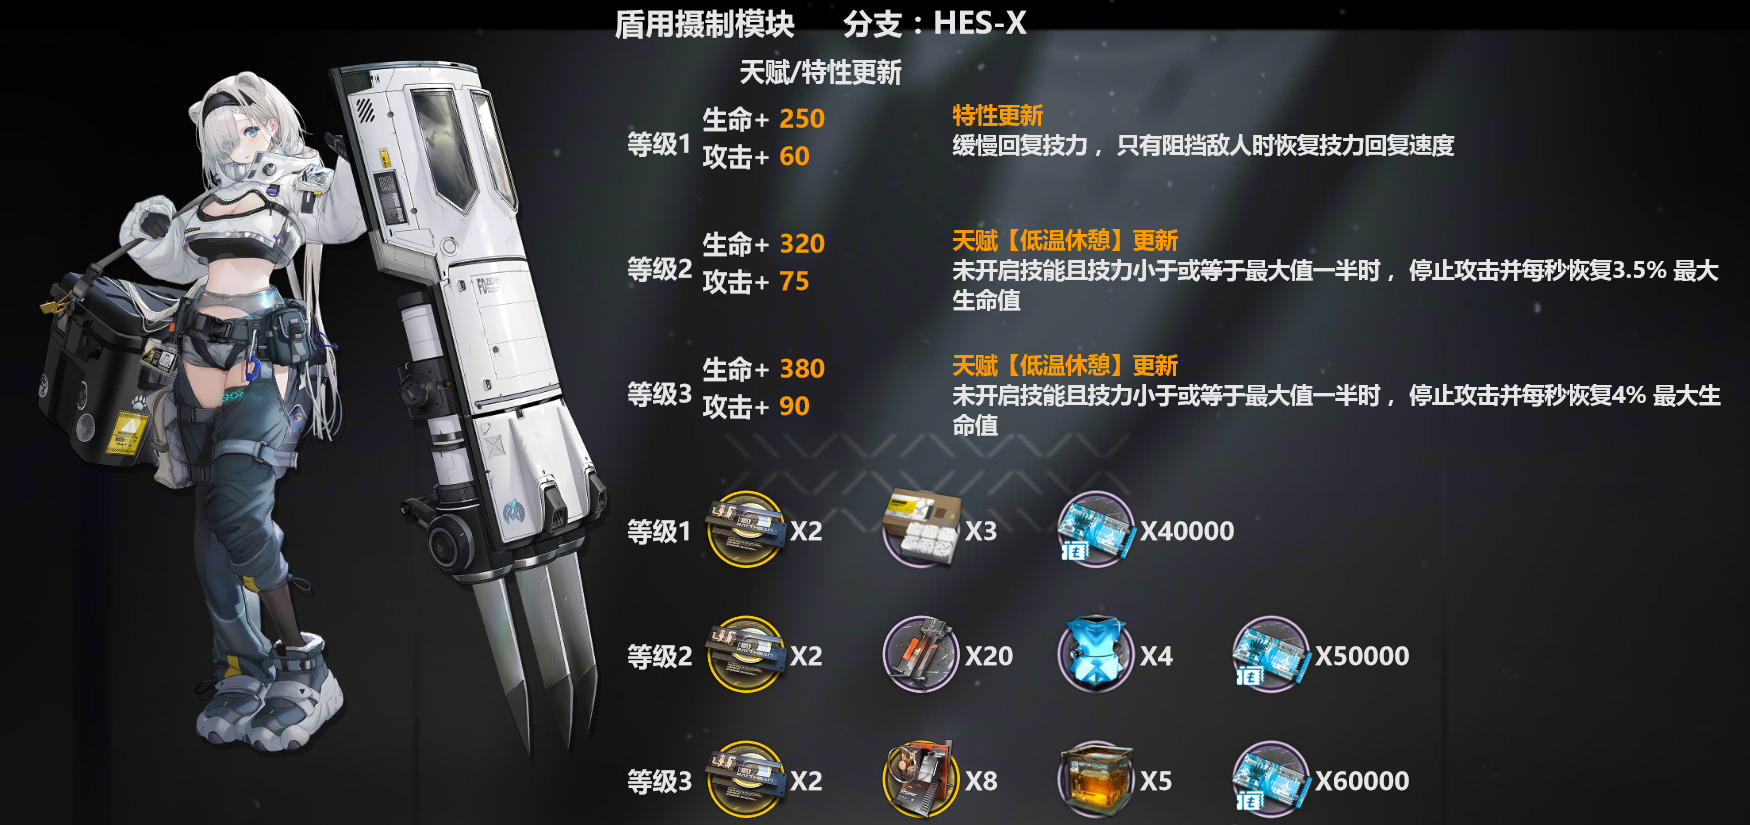 盾用摄制模块 分支：HES-X
天赋/特性更新
等级1
生命+ 250
攻击+ 60
特性更新
缓慢回复技力，只有阻挡敌人时恢复技力回复速度
等级2
生命+ 320
攻击+ 75
天赋【低温休憩】更新
未开启技能且技力小于或等于最大值一半时，停止攻击并每秒恢复3.5% 最大
生命值
等级3
生命+ 380
攻击+ 90
天赋【低温休憩】更新
未开启技能且技力小于或等于最大值一半时，停止攻击并每秒恢复4% 最大生
命值
等级1 X2 X3 X40000
等级2 X2 X20 X4 X50000
等级3 X2 X8 X5 X60000